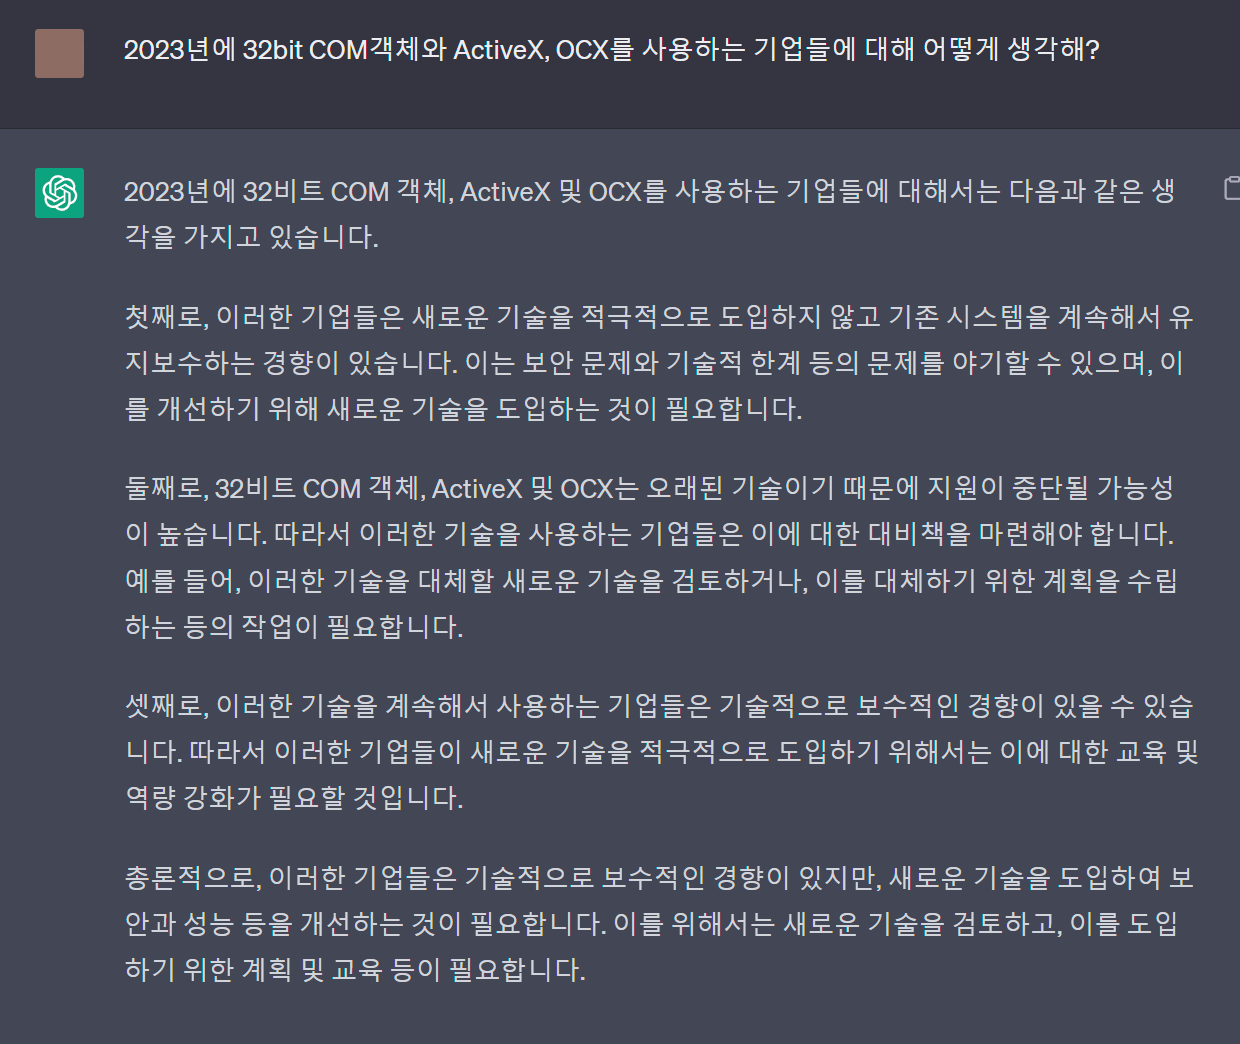 2023년에 32bit COM객체와 ActiveX, OCX를 사용하는 기업들에 대해 어떻게 생각해?
2023년에 32비트 COM 객체, ActiveX 및 OCX를 사용하는 기업들에 대해서는 다음과 같은 생
각을 가지고 있습니다.
첫째로, 이러한 기업들은 새로운 기술을 적극적으로 도입하지 않고 기존 시스템을 계속해서 유
지보수하는 경향이 있습니다. 이는 보안 문제와 기술적 한계 등의 문제를 야기할 수 있으며, 이
를 개선하기 위해 새로운 기술을 도입하는 것이 필요합니다.
둘째로, 32비트 COM 객체, ActiveX 및 OCX는 오래된 기술이기 때문에 지원이 중단될 가능성
이 높습니다. 따라서 이러한 기술을 사용하는 기업들은 이에 대한 대비책을 마련해야 합니다.
예를 들어, 이러한 기술을 대체할 새로운 기술을 검토하거나, 이를 대체하기 위한 계획을 수립
하는 등의 작업이 필요합니다.
셋째로, 이러한 기술을 계속해서 사용하는 기업들은 기술적으로 보수적인 경향이 있을 수 있습
니다. 따라서 이러한 기업들이 새로운 기술을 적극적으로 도입하기 위해서는 이에 대한 교육 및
역량 강화가 필요할 것입니다.
총론적으로, 이러한 기업들은 기술적으로 보수적인 경향이 있지만, 새로운 기술을 도입하여 보
안과 성능 등을 개선하는 것이 필요합니다. 이를 위해서는 새로운 기술을 검토하고, 이를 도입
하기 위한 계획 및 교육 등이 필요합니다.